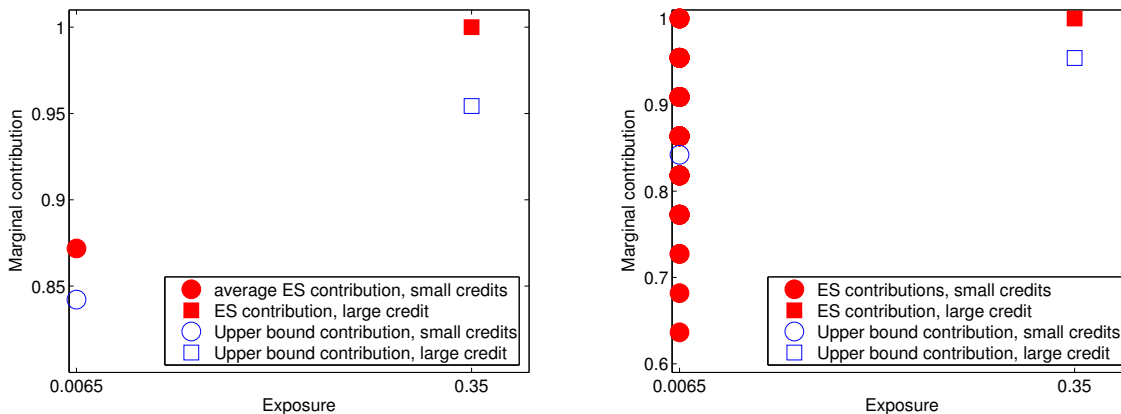 1
0.95
0.9
0.85
Marginal contribution
average ES contribution, small credits
ES contribution, large credit
Upper bound contribution, small credits
Upper bound contribution, large credit
0.0065
0.35
Exposure
1
0.9
0.8
0.7
0.6
Marginal contribution
ES contributions, small credits
ES contribution, large credit
Upper bound contribution, small credits
Upper bound contribution, large credit
0.0065
0.35
Exposure